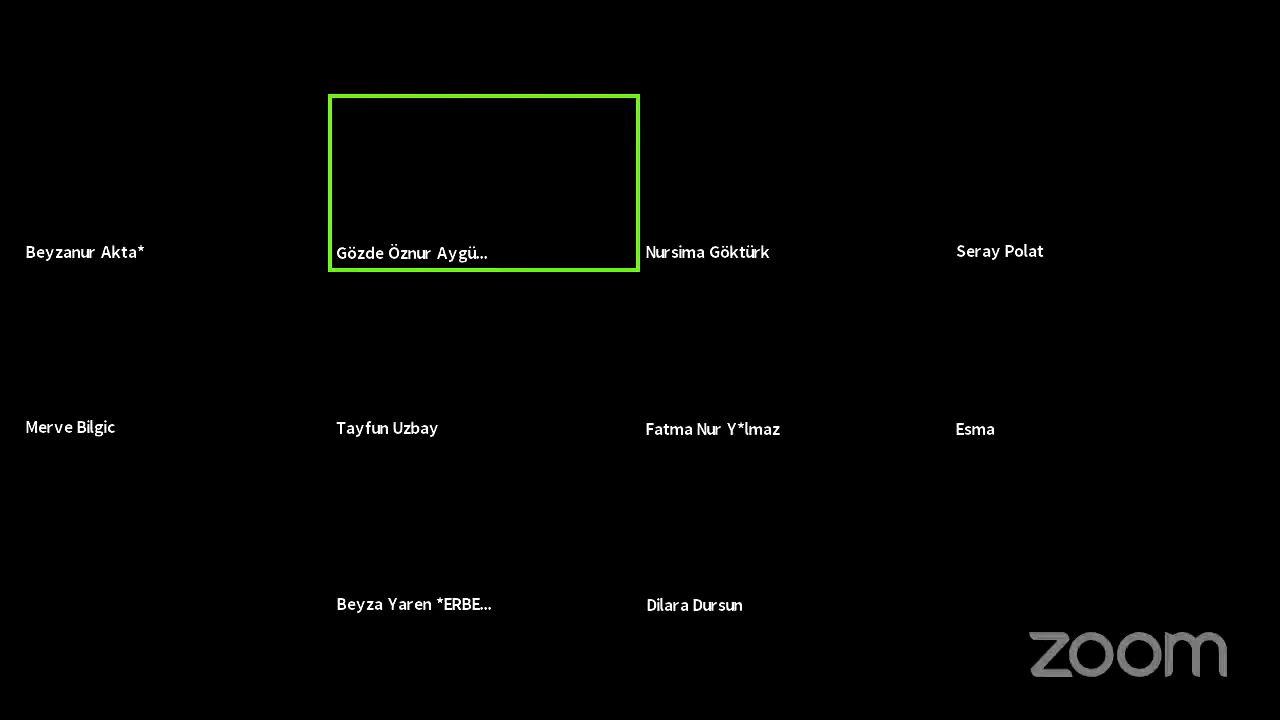 Beyzanur Akta*
Gözde Öznur Aygü...
Nursima Göktürk
Seray Polat
Merve Bilgic
Tayfun Uzbay
Fatma Nur Y*lmaz
Esma
Beyza Yaren *ERBE...
Dilara Dursun
zoom